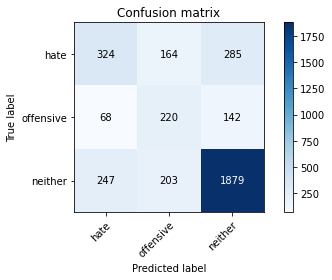 Confusion matrix
hate 324 164 285
offensive 68 220 142
neither 247 203 1879
hate offensive neither
Predicted label
True label
1750
1500
1250
1000
750
500
250